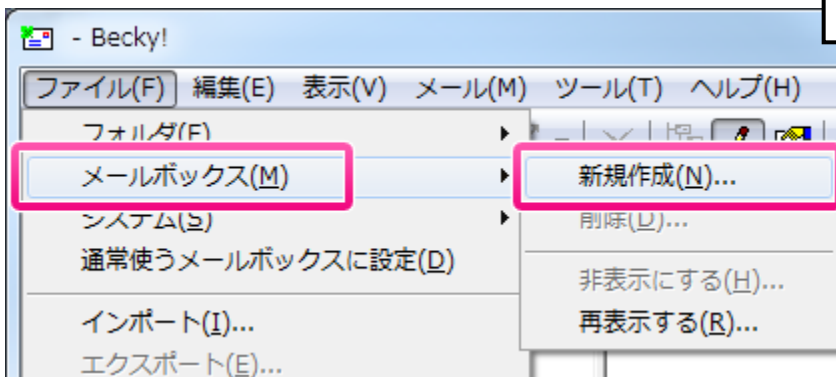 - Becky!
ファイル(F) 編集(E) 表示(V) メール(M) ツール(T) ヘルプ(H)
フォルダ(F)
メールボックス(M)
システム(S)
通常使うメールボックスに設定(D)
インポート(I)...
エクスポート(E)...
新規作成(N)...
削除(D)...
非表示にする(H)...
再表示する(R)...